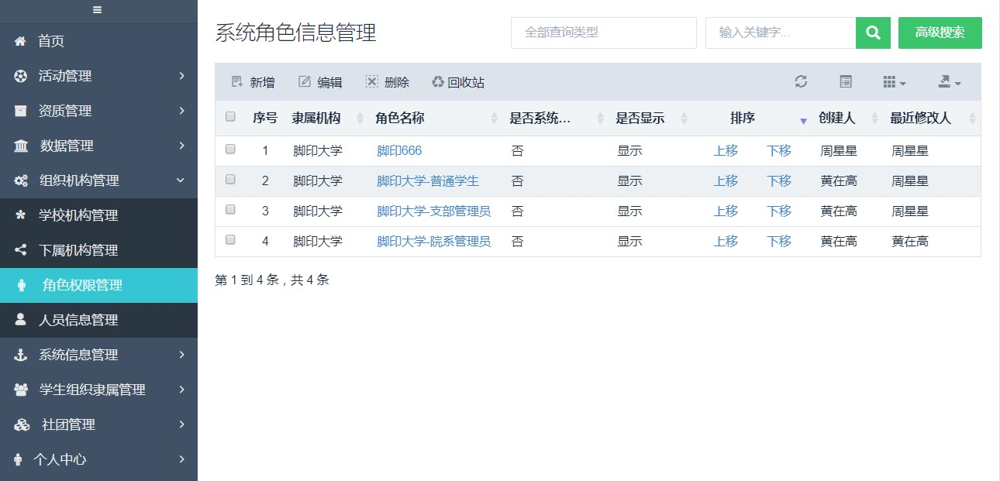 首页
活动管理
资质管理
数据管理
组织机构管理
学校机构管理
下属机构管理
角色权限管理
人员信息管理
系统信息管理
学生组织隶属管理
社团管理
个人中心
系统角色信息管理 全部查询类型 输入关键字... 高级搜索
新增 编辑 删除 回收站
序号 隶属机构 角色名称 是否系统... 是否显示 排序 创建人 最近修改人
1 脚印大学 脚印666 否 显示 上移 下移 周星星 周星星
2 脚印大学 脚印大学-普通学生 否 显示 上移 下移 黄在高 周星星
3 脚印大学 脚印大学-支部管理员 否 显示 上移 下移 黄在高 周星星
4 脚印大学 脚印大学-院系管理员 否 显示 上移 下移 黄在高 黄在高
第 1 到 4 条，共 4 条